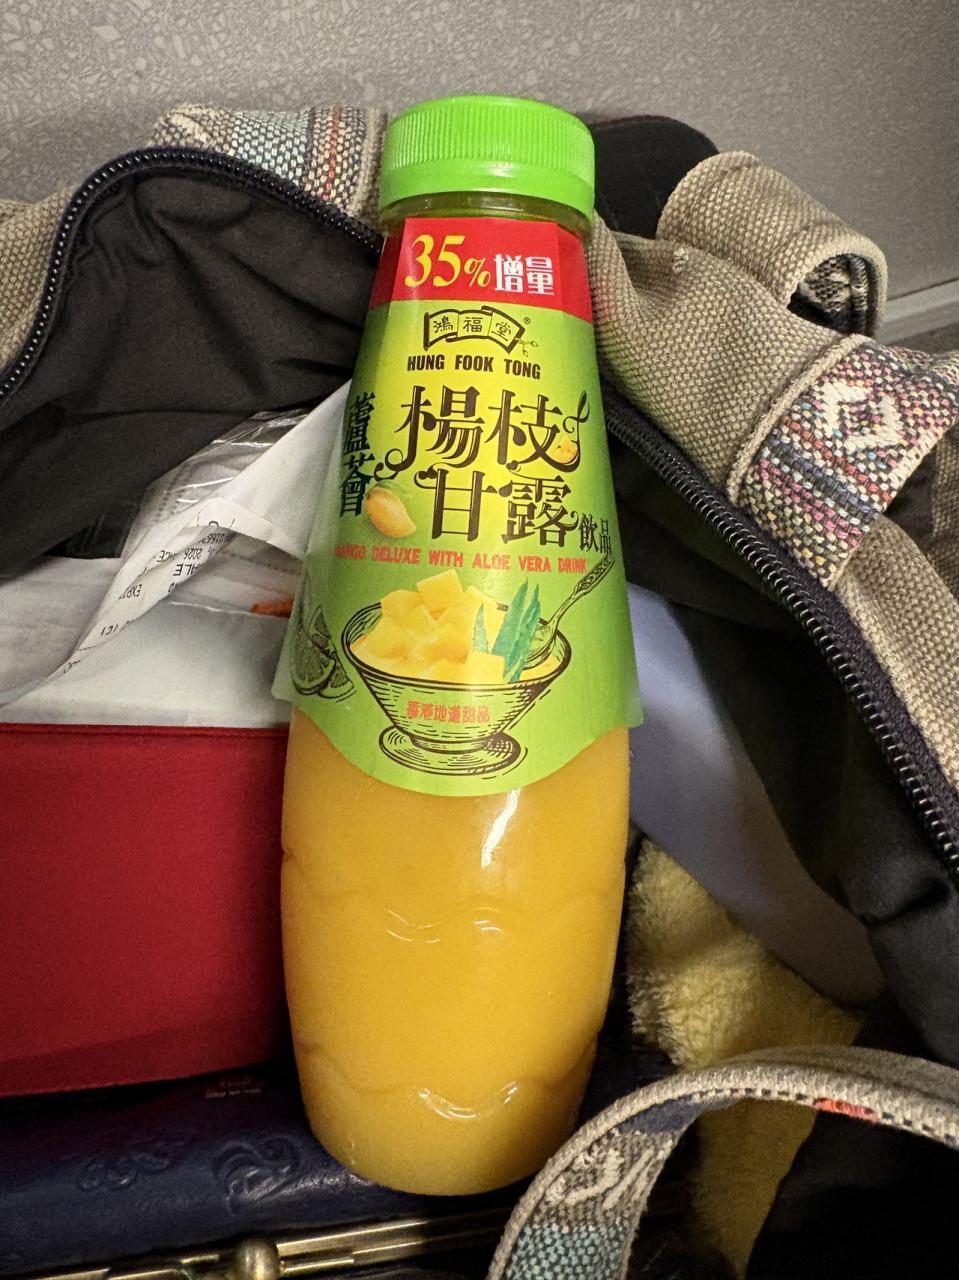 35%增量
鴻福堂®
HUNG FOOK TONG
蘆薈
楊枝
甘露飲品
MANGO DELUXE WITH ALOE VERA DRINK
香港地道甜品